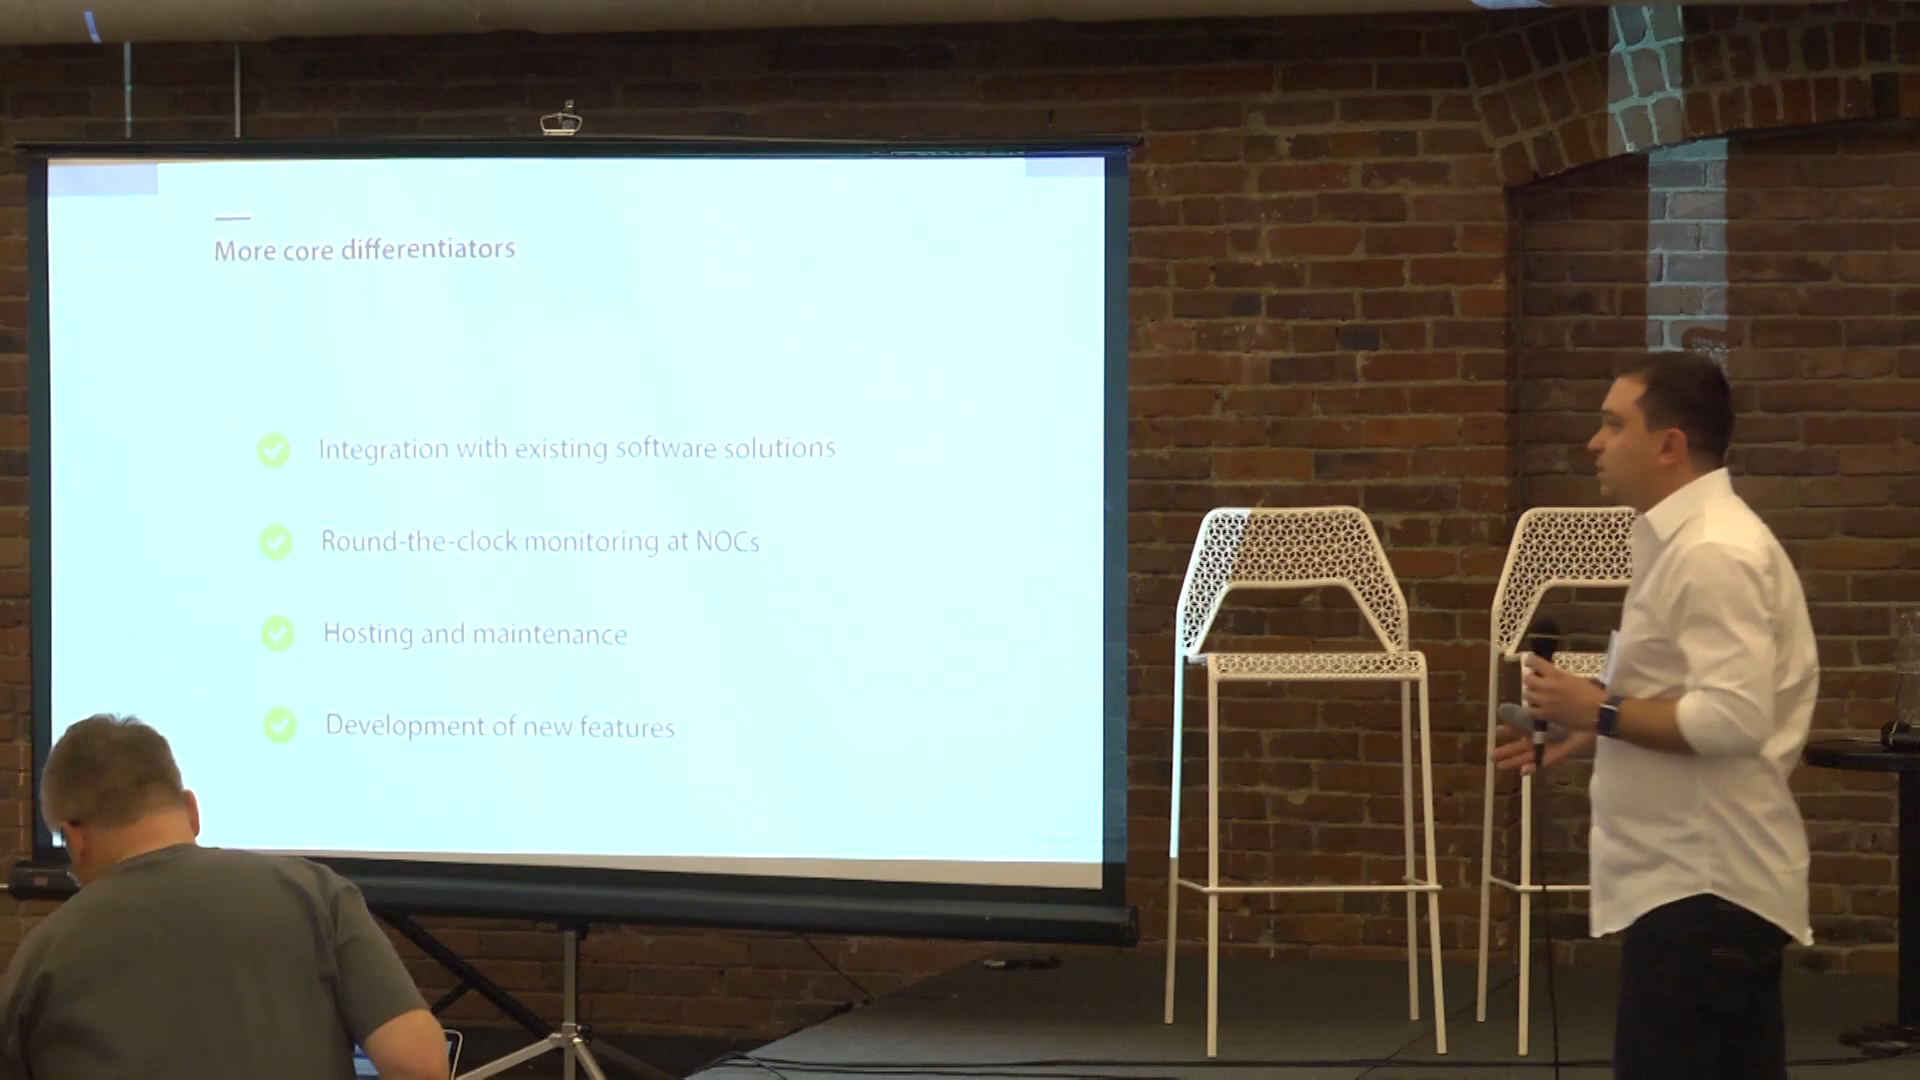 More core differentiators
Integration with existing software solutions
Round-the-clock monitoring at NOCs
Hosting and maintenance
Development of new features